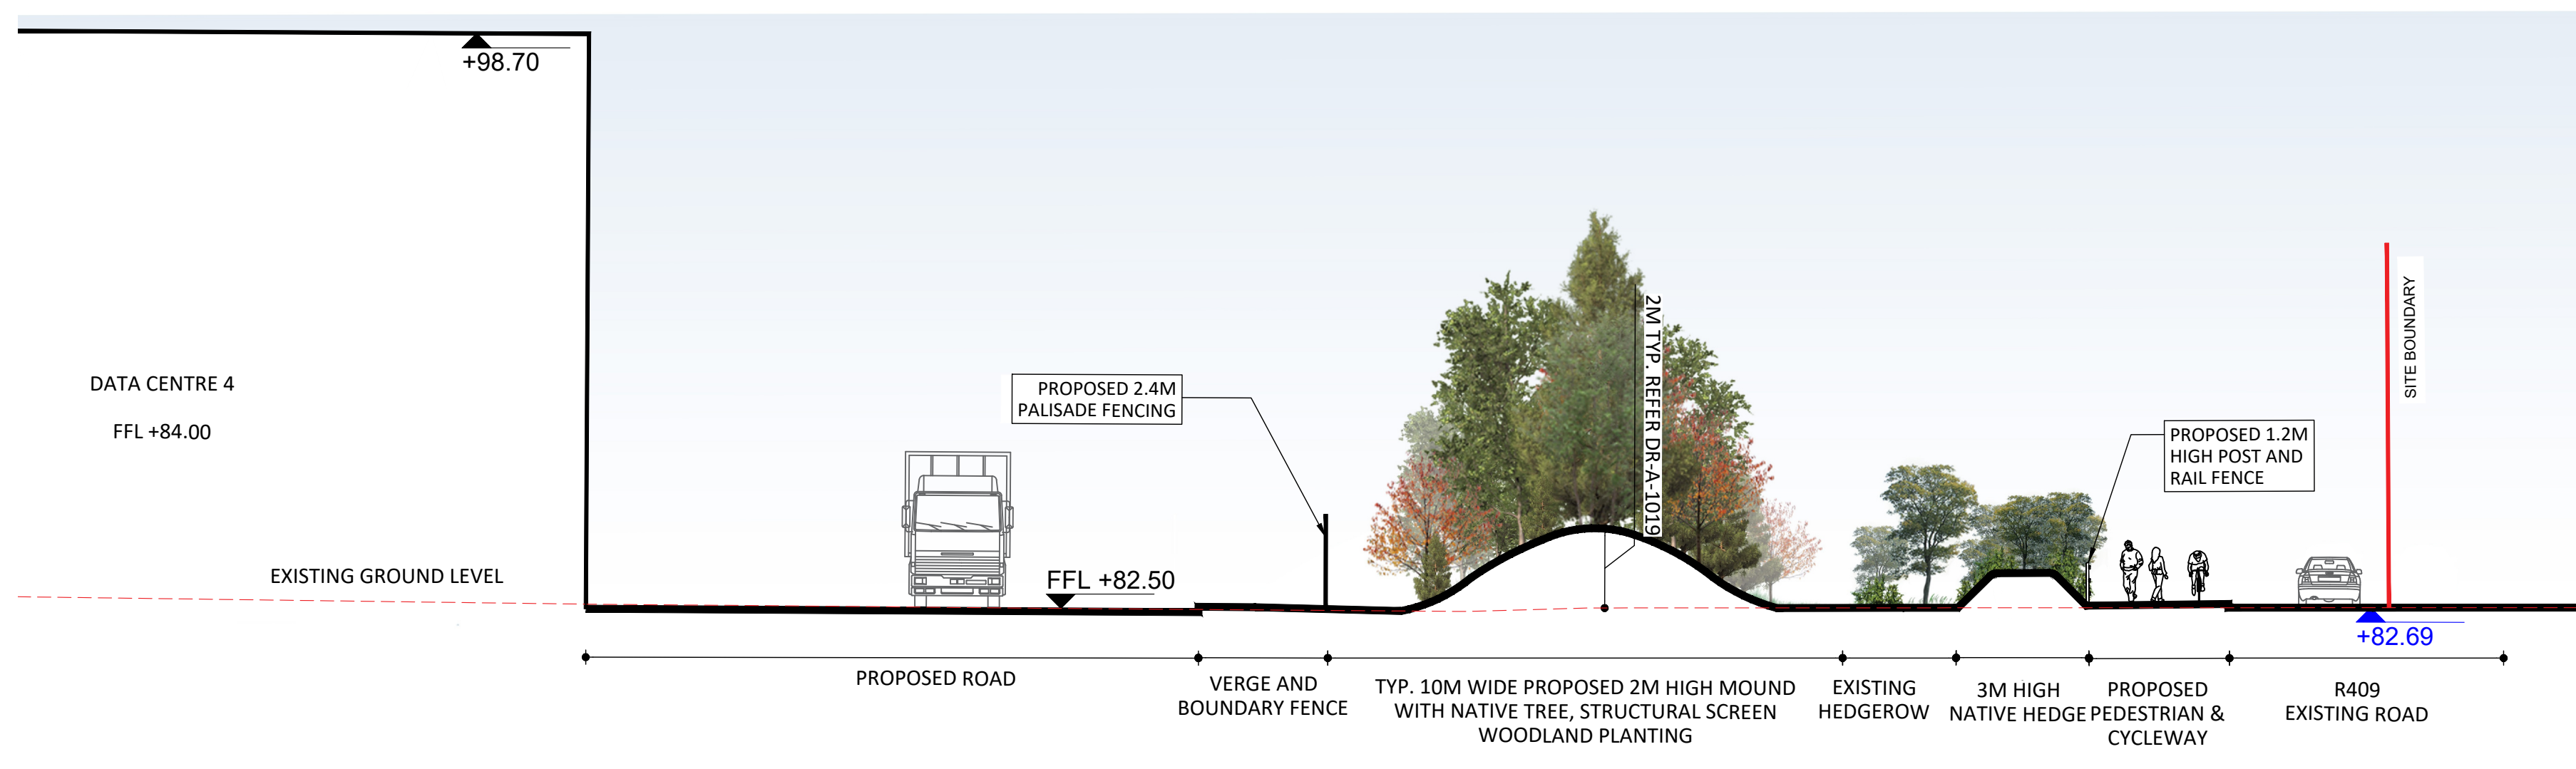 +98.70
DATA CENTRE 4
FFL +84.00
EXISTING GROUND LEVEL
FFL +82.50
PROPOSED 2.4M
PALISADE FENCING
2M TYP. REFER DR-A-1019
PROPOSED 1.2M
HIGH POST AND
RAIL FENCE
SITE BOUNDARY
+82.69
PROPOSED ROAD
VERGE AND
BOUNDARY FENCE
TYP. 10M WIDE PROPOSED 2M HIGH MOUND
WITH NATIVE TREE, STRUCTURAL SCREEN
WOODLAND PLANTING
EXISTING
HEDGEROW
3M HIGH
NATIVE HEDGE
PROPOSED
PEDESTRIAN &
CYCLEWAY
R409
EXISTING ROAD